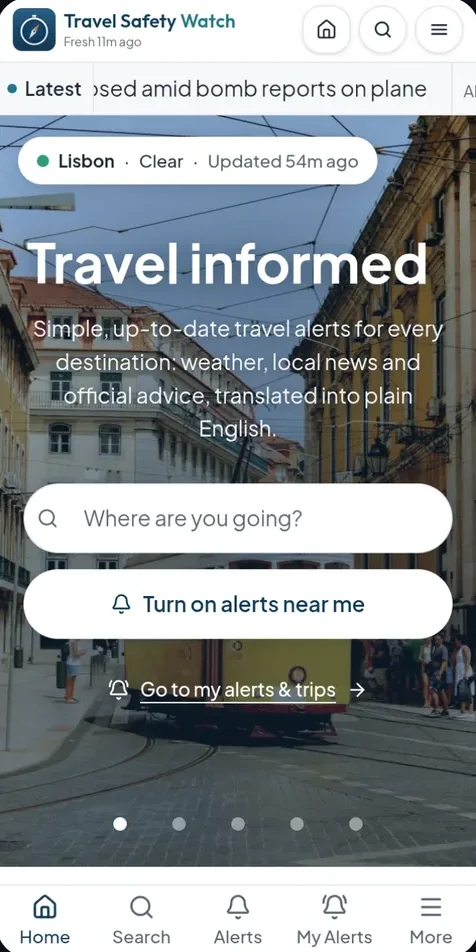 Travel Safety Watch
Fresh 11m ago
Latest
osed amid bomb reports on plane
Lisbon · Clear · Updated 54m ago
Travel informed
Simple, up-to-date travel alerts for every
destination: weather, local news and
official advice, translated into plain
English.
Where are you going?
Turn on alerts near me
Go to my alerts & trips →
Home
Search
Alerts
My Alerts
More